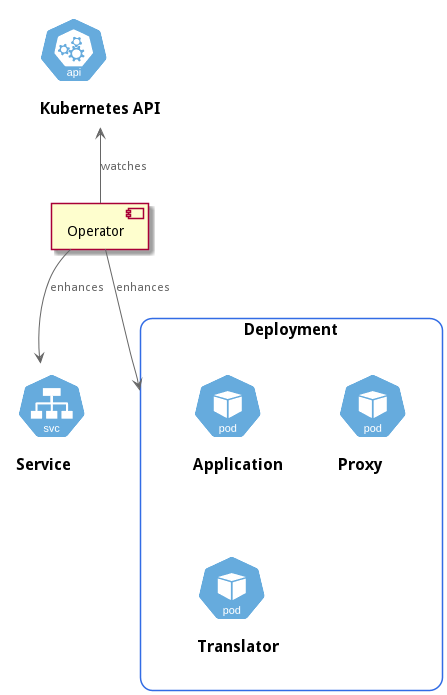 api
Kubernetes API
watches
Operator
enhances
enhances
Deployment
svc
Service
pod
Application
pod
Proxy
pod
Translator